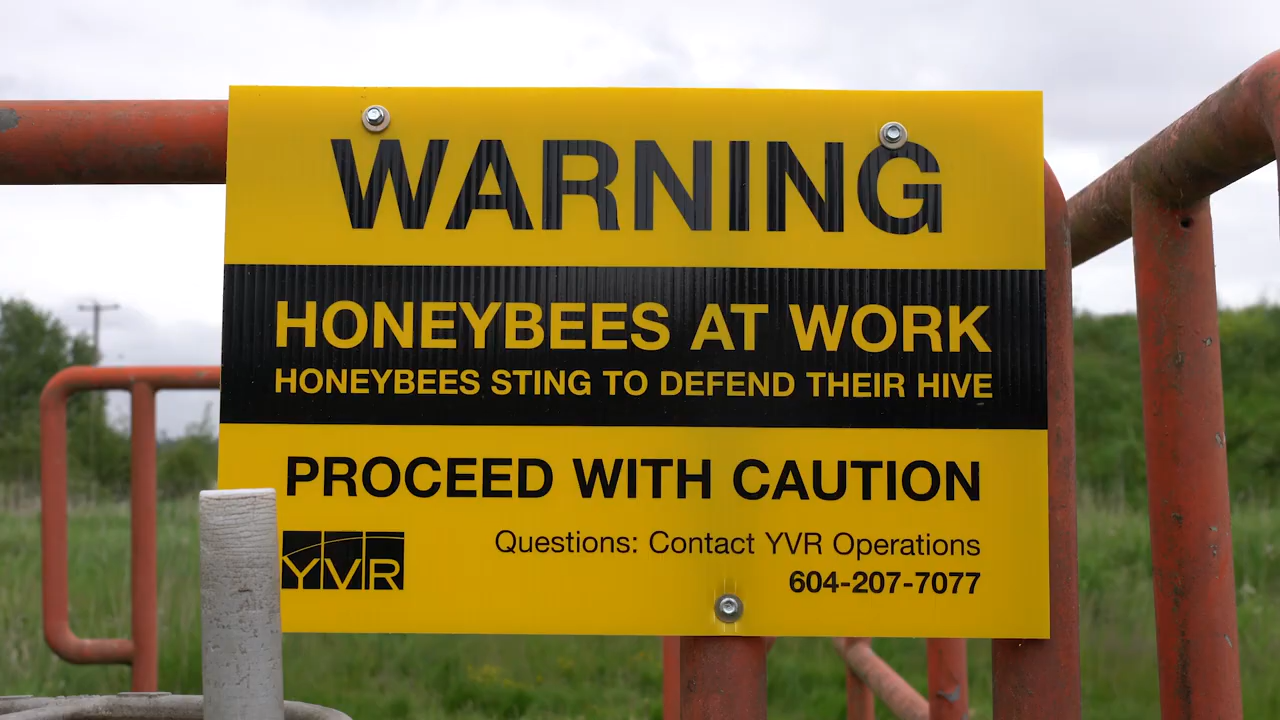 WARNING
HONEYBEES AT WORK
HONEYBEES STING TO DEFEND THEIR HIVE
PROCEED WITH CAUTION
YVR
Questions: Contact YVR Operations
604-207-7077